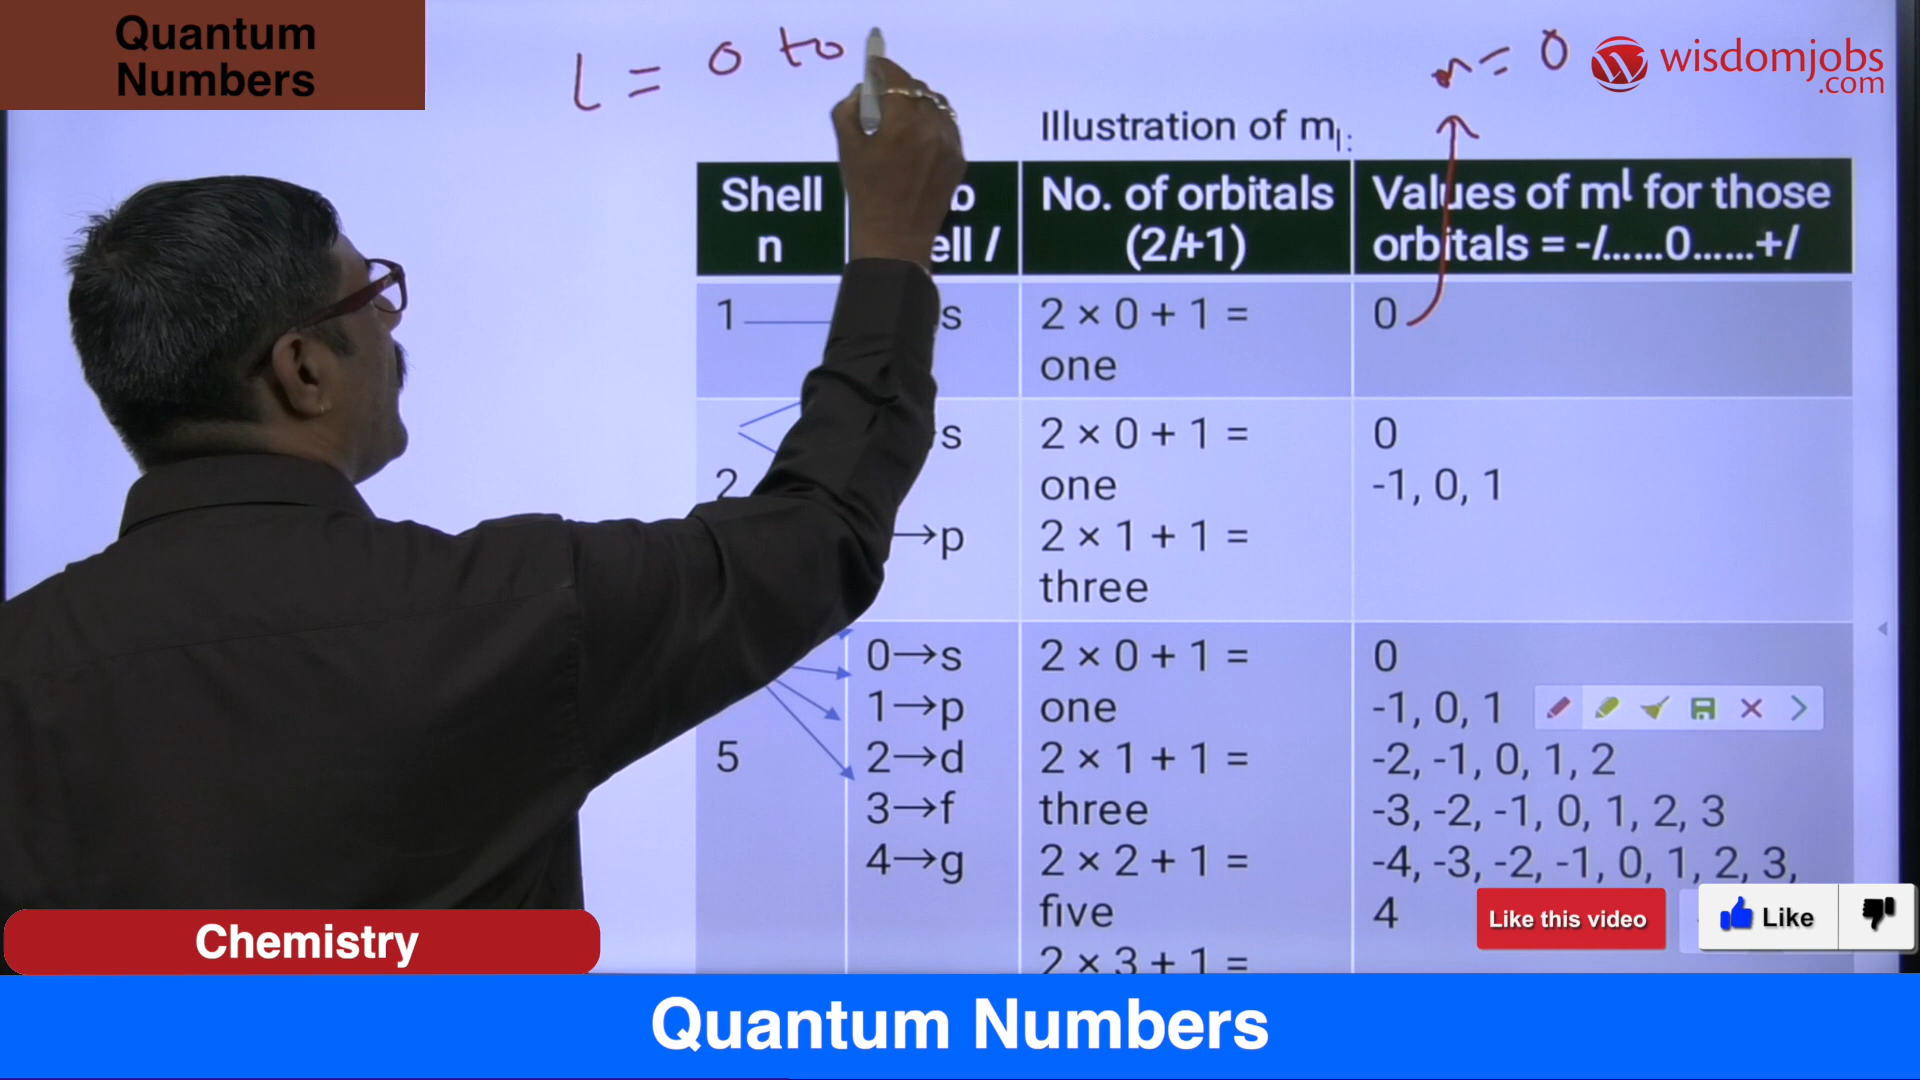 Quantum
Numbers
l = 0 to
m = 0
wisdomjobs
.com
Illustration of ml:
Shell
n
ell l
No. of orbitals
(2l+1)
Values of ml for those
orbitals = -l......0......+l
1
s
2 × 0 + 1 =
one
0
2
s
→p
2 × 0 + 1 =
one
2 × 1 + 1 =
three
0
-1, 0, 1
5
0→s
1→p
2→d
3→f
4→g
2 × 0 + 1 =
one
2 × 1 + 1 =
three
2 × 2 + 1 =
five
2 × 3 + 1 =
0
-1, 0, 1
-2, -1, 0, 1, 2
-3, -2, -1, 0, 1, 2, 3
-4, -3, -2, -1, 0, 1, 2, 3,
4
Like this video
Like
Chemistry
Quantum Numbers